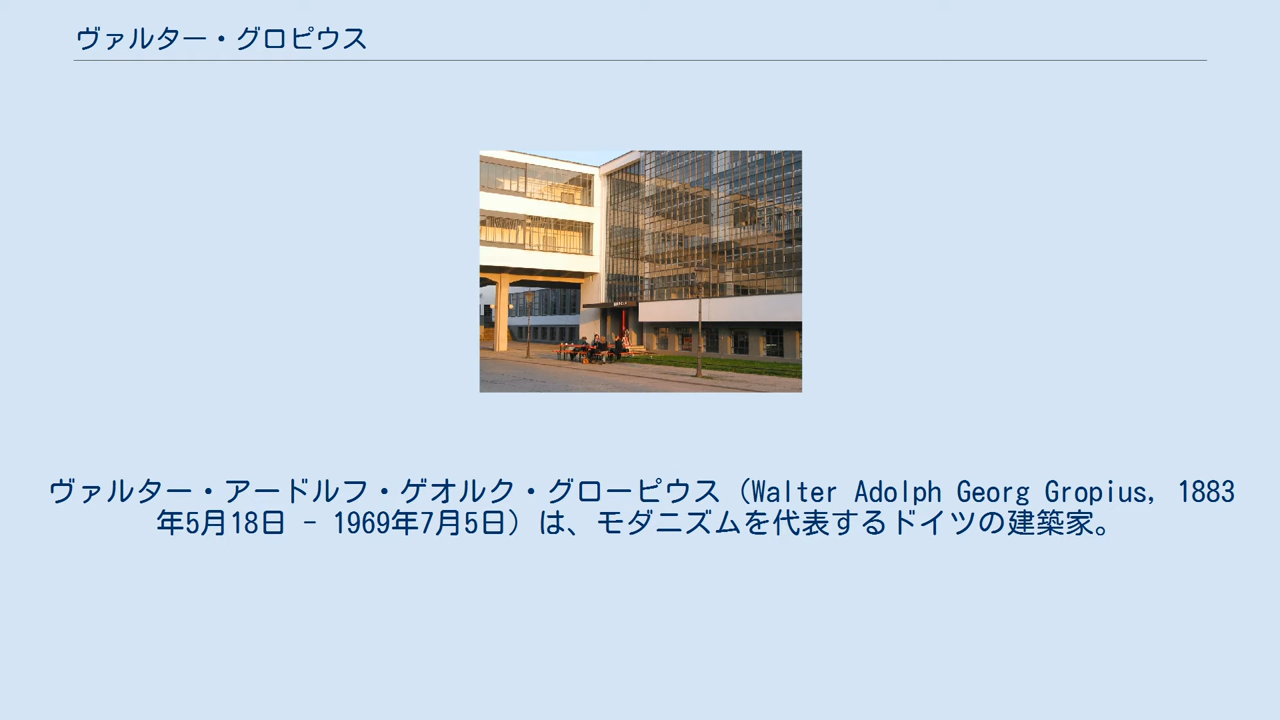 ヴァルター・グロピウス
ヴァルター・アードルフ・ゲオルク・グローピウス（Walter Adolph Georg Gropius, 1883
年5月18日 - 1969年7月5日）は、モダニズムを代表するドイツの建築家。